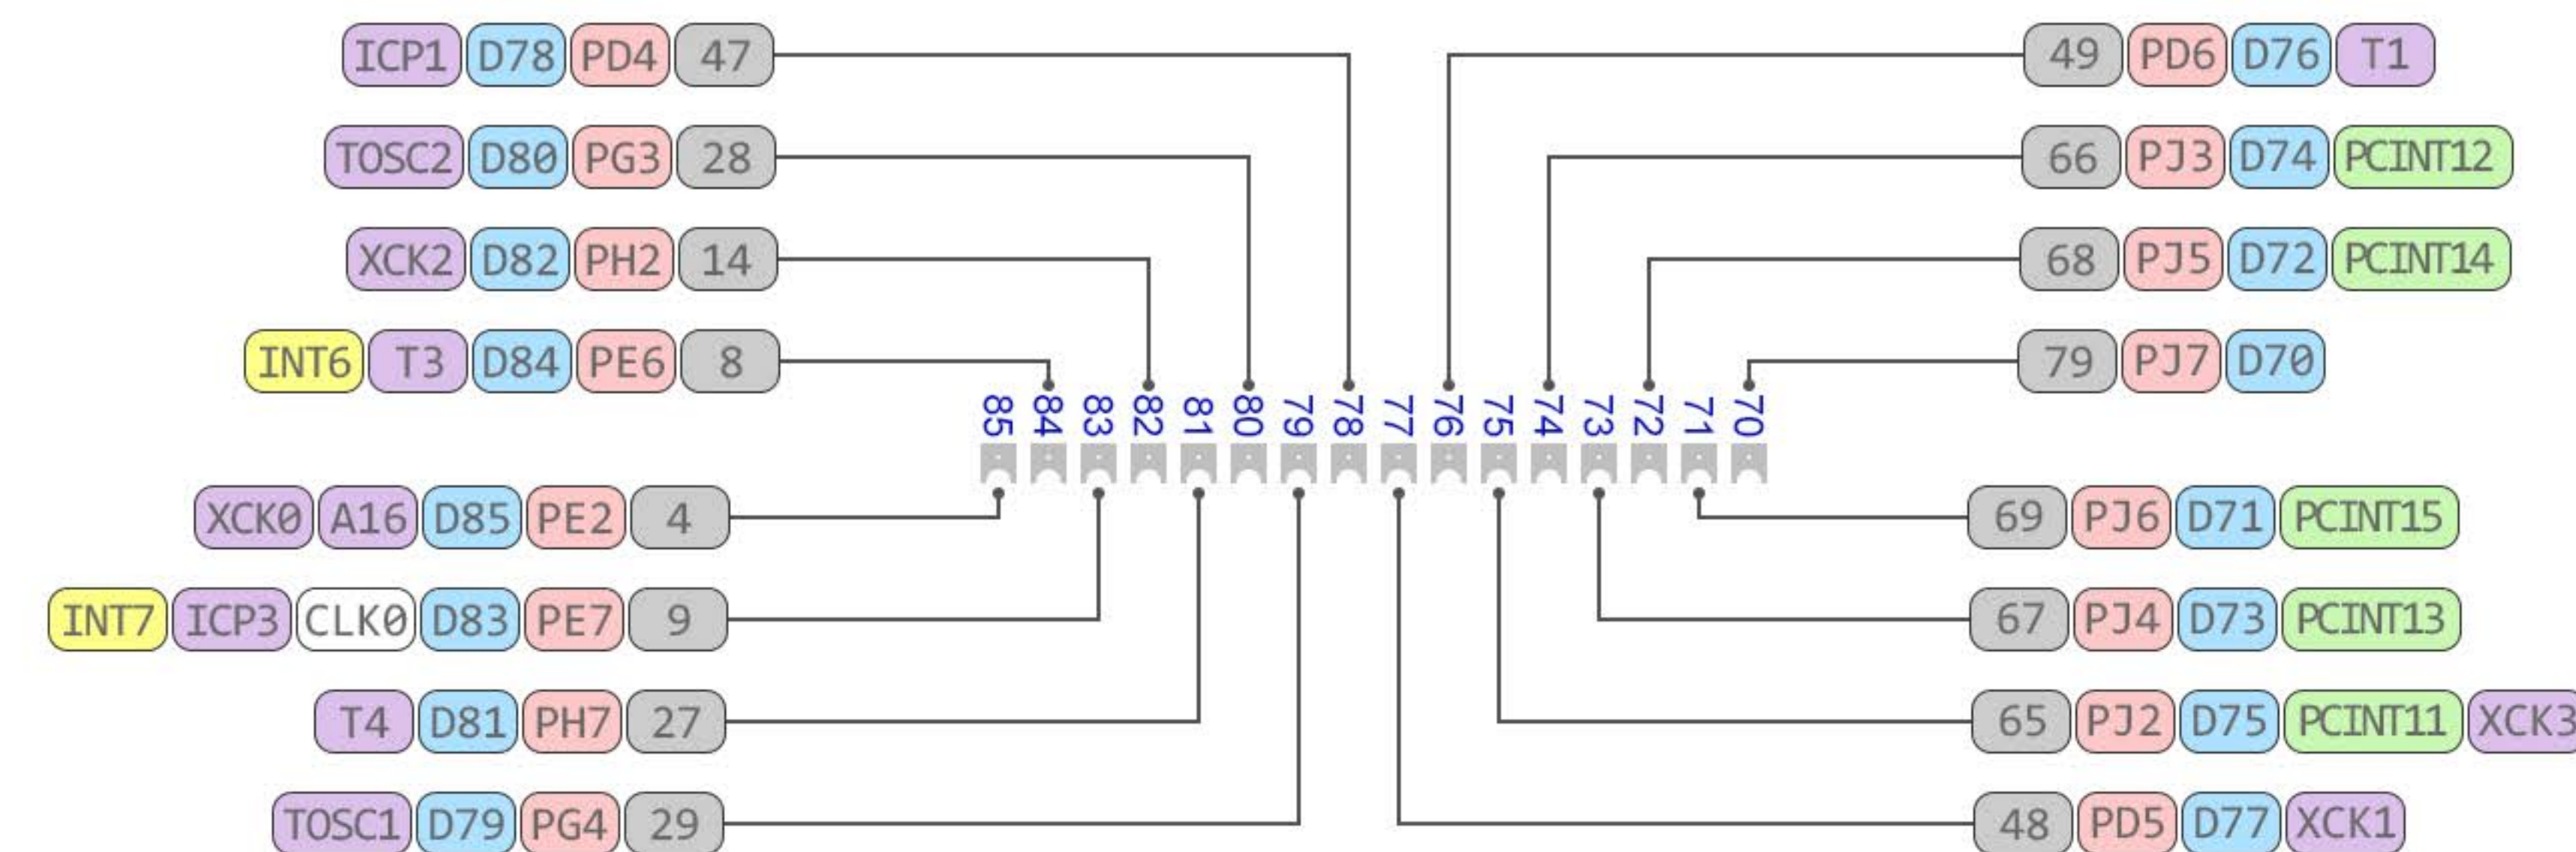 ICP1 D78 PD4 47 49 PD6 D76 T1
TOSC2 D80 PG3 28 66 PJ3 D74 PCINT12
XCK2 D82 PH2 14 68 PJ5 D72 PCINT14
INT6 T3 D84 PE6 8 79 PJ7 D70
85 84 83 82 81 80 79 78 77 76 75 74 73 72 71 70
XCK0 A16 D85 PE2 4 69 PJ6 D71 PCINT15
INT7 ICP3 CLK0 D83 PE7 9 67 PJ4 D73 PCINT13
T4 D81 PH7 27 65 PJ2 D75 PCINT11 XCK3
TOSC1 D79 PG4 29 48 PD5 D77 XCK1